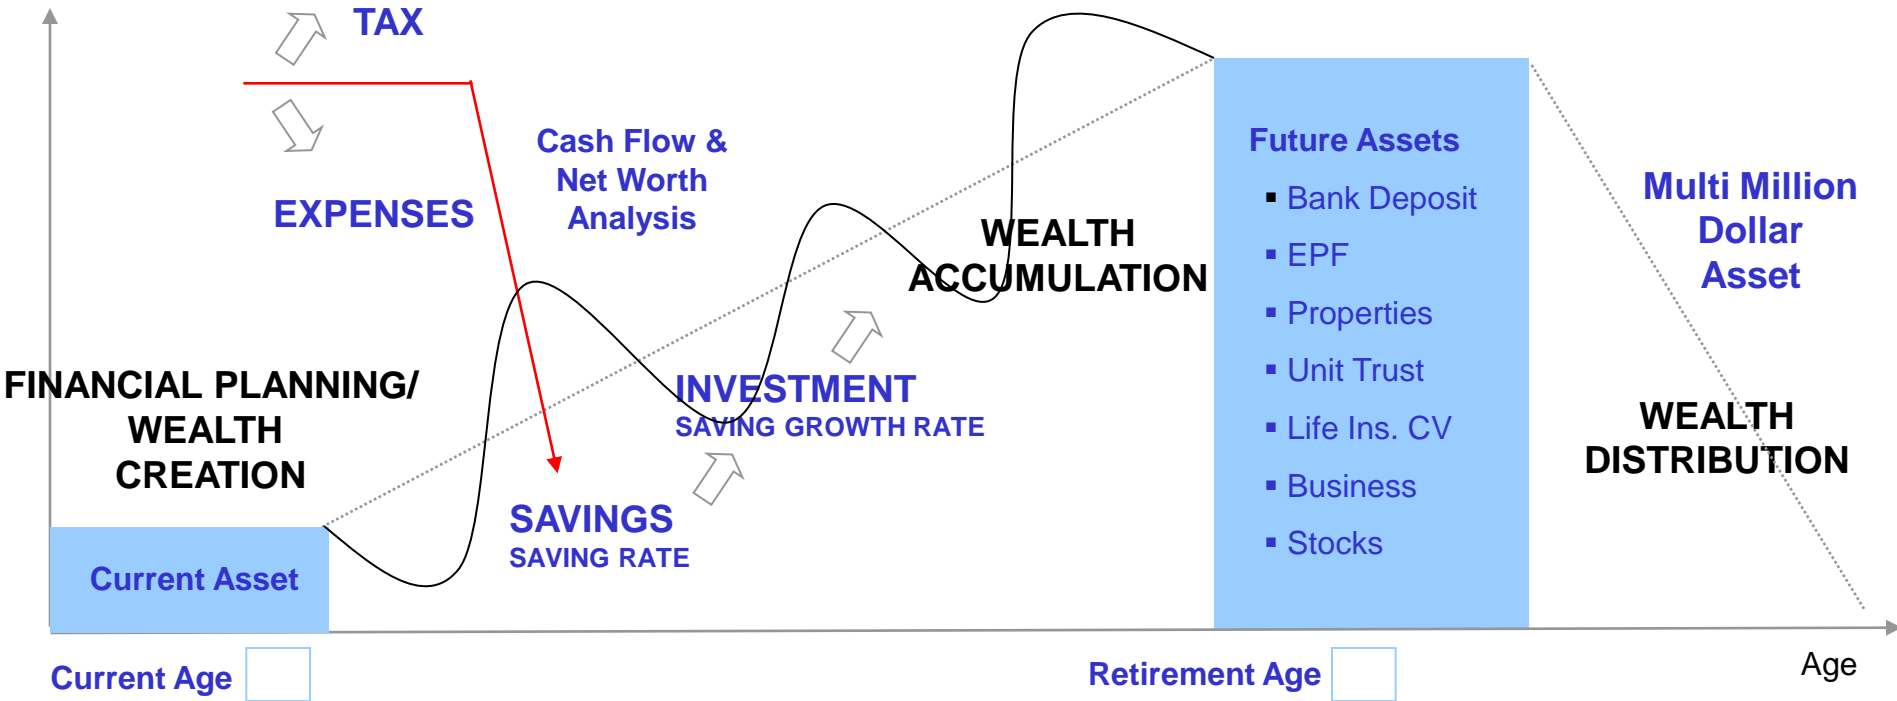 TAX
EXPENSES
Cash Flow &
Net Worth
Analysis
FINANCIAL PLANNING/
WEALTH
CREATION
Current Asset
SAVINGS
SAVING RATE
INVESTMENT
SAVING GROWTH RATE
WEALTH
ACCUMULATION
Future Assets
▪ Bank Deposit
▪ EPF
▪ Properties
▪ Unit Trust
▪ Life Ins. CV
▪ Business
▪ Stocks
Multi Million
Dollar
Asset
WEALTH
DISTRIBUTION
Current Age
Retirement Age
Age